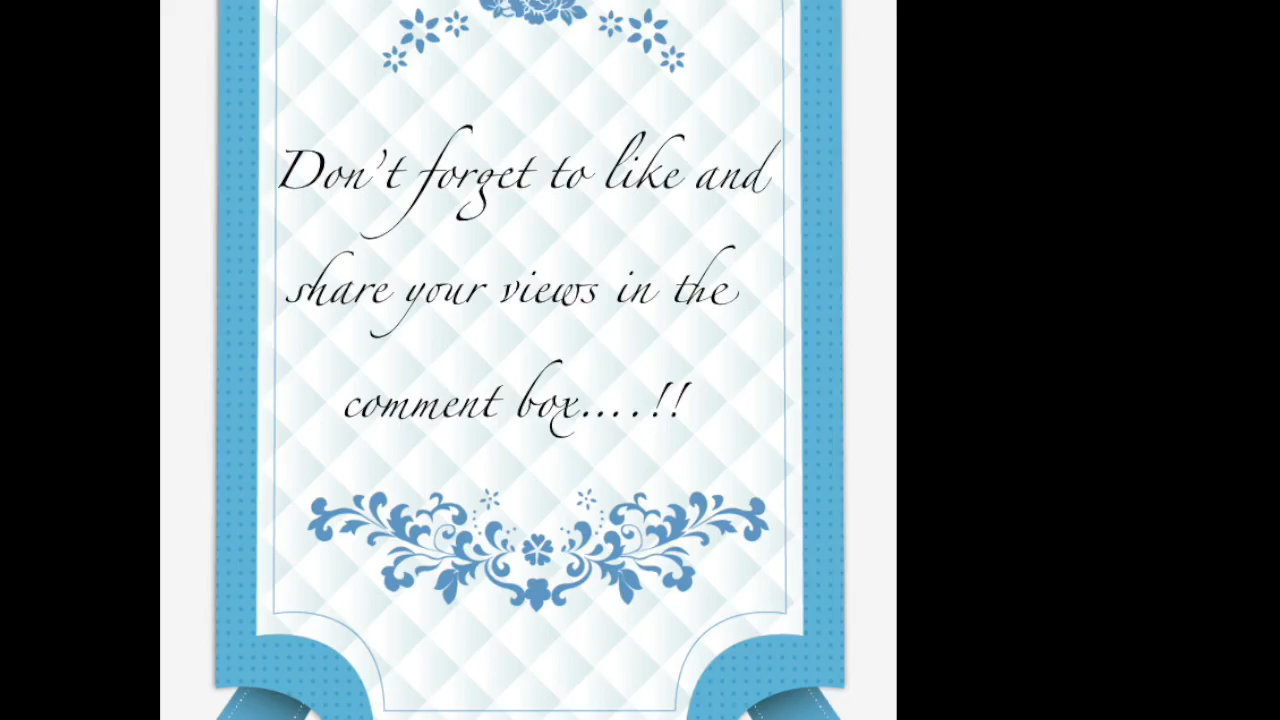 Don't forget to like and
share your views in the
comment box....!!